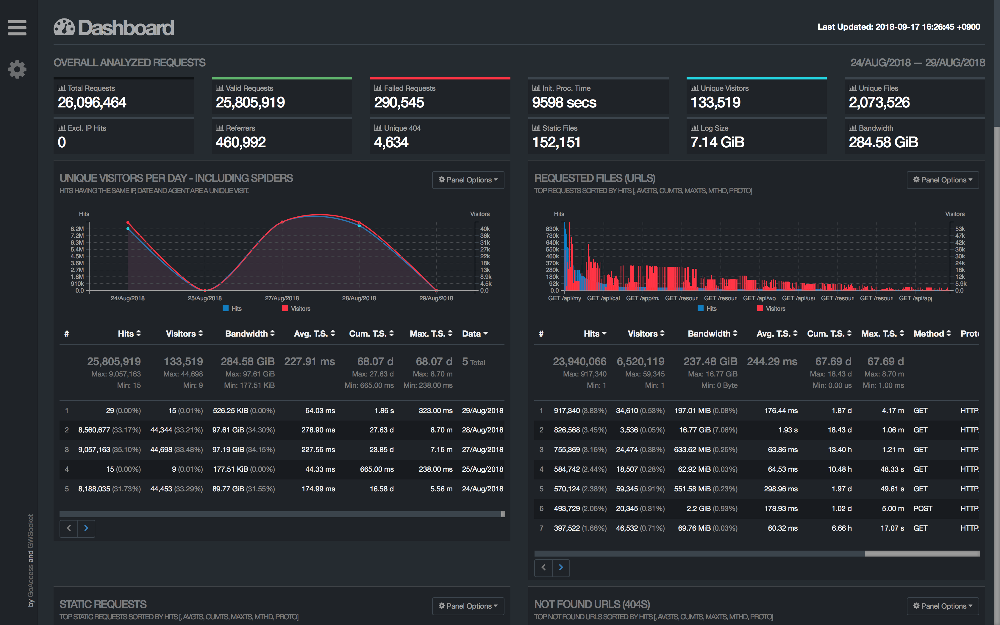 Dashboard
Last Updated: 2018-09-17 16:26:45 +0900
OVERALL ANALYZED REQUESTS
24/AUG/2018 — 29/AUG/2018
Total Requests
26,096,464
Valid Requests
25,805,919
Failed Requests
290,545
Init. Proc. Time
9598 secs
Unique Visitors
133,519
Unique Files
2,073,526
Excl. IP Hits
0
Referrers
460,992
Unique 404
4,634
Static Files
152,151
Log Size
7.14 GiB
Bandwidth
284.58 GiB
UNIQUE VISITORS PER DAY - INCLUDING SPIDERS
HITS HAVING THE SAME IP, DATE AND AGENT ARE A UNIQUE VISIT.
Panel Options
Hits
Visitors
8.2M
7.2M
6.3M
5.4M
4.5M
3.6M
2.7M
1.8M
910k
0.0
40k
36k
31k
27k
22k
18k
13k
8.9k
4.5k
0.0
24/Aug/2018 25/Aug/2018 27/Aug/2018 28/Aug/2018 29/Aug/2018
Hits Visitors
# Hits Visitors Bandwidth Avg. T.S. Cum. T.S. Max. T.S. Data
25,805,919 133,519 284.58 GiB 227.91 ms 68.07 d 68.07 d 5 Total
Max: 9,057,163 Max: 44,698 Max: 97.61 GiB Max: 27.63 d Max: 8.70 m
Min: 15 Min: 9 Min: 177.51 KiB Min: 665.00 ms Min: 238.00 ms
1 29 (0.00%) 15 (0.01%) 526.25 KiB (0.00%) 64.03 ms 1.86 s 323.00 ms 29/Aug/2018
2 8,560,677 (33.17%) 44,344 (33.21%) 97.61 GiB (34.30%) 278.90 ms 27.63 d 8.70 m 28/Aug/2018
3 9,057,163 (35.10%) 44,698 (33.48%) 97.19 GiB (34.15%) 227.56 ms 23.85 d 7.16 m 27/Aug/2018
4 15 (0.00%) 9 (0.01%) 177.51 KiB (0.00%) 44.33 ms 665.00 ms 238.00 ms 25/Aug/2018
5 8,188,035 (31.73%) 44,453 (33.29%) 89.77 GiB (31.55%) 174.99 ms 16.58 d 5.56 m 24/Aug/2018
REQUESTED FILES (URLS)
TOP REQUESTS SORTED BY HITS [, AVGTS, CUMTS, MAXTS, MTHD, PROTO]
Panel Options
Hits
Visitors
830k
730k
640k
550k
460k
370k
280k
180k
92k
0.0
53k
47k
42k
36k
30k
24k
18k
12k
5.9k
0.0
GET /api/my GET /api/cal GET /app/ma GET /resour GET /resour GET /api/wo GET /api/use GET /resour GET /resour GET /api/app
Hits Visitors
# Hits Visitors Bandwidth Avg. T.S. Cum. T.S. Max. T.S. Method Proto
23,940,066 6,520,119 237.48 GiB 244.29 ms 67.69 d 67.69 d
Max: 917,340 Max: 59,345 Max: 16.77 GiB Max: 18.43 d Max: 8.70 m
Min: 1 Min: 1 Min: 0 Byte Min: 0.00 us Min: 1.00 ms
1 917,340 (3.83%) 34,610 (0.53%) 197.01 MiB (0.08%) 176.44 ms 1.87 d 4.17 m GET HTTP/
2 826,568 (3.45%) 3,536 (0.05%) 16.77 GiB (7.06%) 1.93 s 18.43 d 1.06 m GET HTTP/
3 755,369 (3.16%) 24,474 (0.38%) 633.62 MiB (0.26%) 63.86 ms 13.40 h 1.21 m GET HTTP/
4 584,742 (2.44%) 18,507 (0.28%) 62.92 MiB (0.03%) 64.53 ms 10.48 h 48.33 s GET HTTP/
5 570,124 (2.38%) 59,345 (0.91%) 551.58 MiB (0.23%) 298.96 ms 1.97 d 49.61 s GET HTTP/
6 493,729 (2.06%) 20,345 (0.31%) 2.2 GiB (0.93%) 178.93 ms 1.02 d 5.00 m POST HTTP/
7 397,522 (1.66%) 46,532 (0.71%) 69.76 MiB (0.03%) 60.32 ms 6.66 h 17.07 s GET HTTP/
by GoAccess and GWSocket
STATIC REQUESTS
TOP STATIC REQUESTS SORTED BY HITS [, AVGTS, CUMTS, MAXTS, MTHD, PROTO]
Panel Options
NOT FOUND URLS (404S)
TOP NOT FOUND URLS SORTED BY HITS [, AVGTS, CUMTS, MAXTS, MTHD, PROTO]
Panel Options